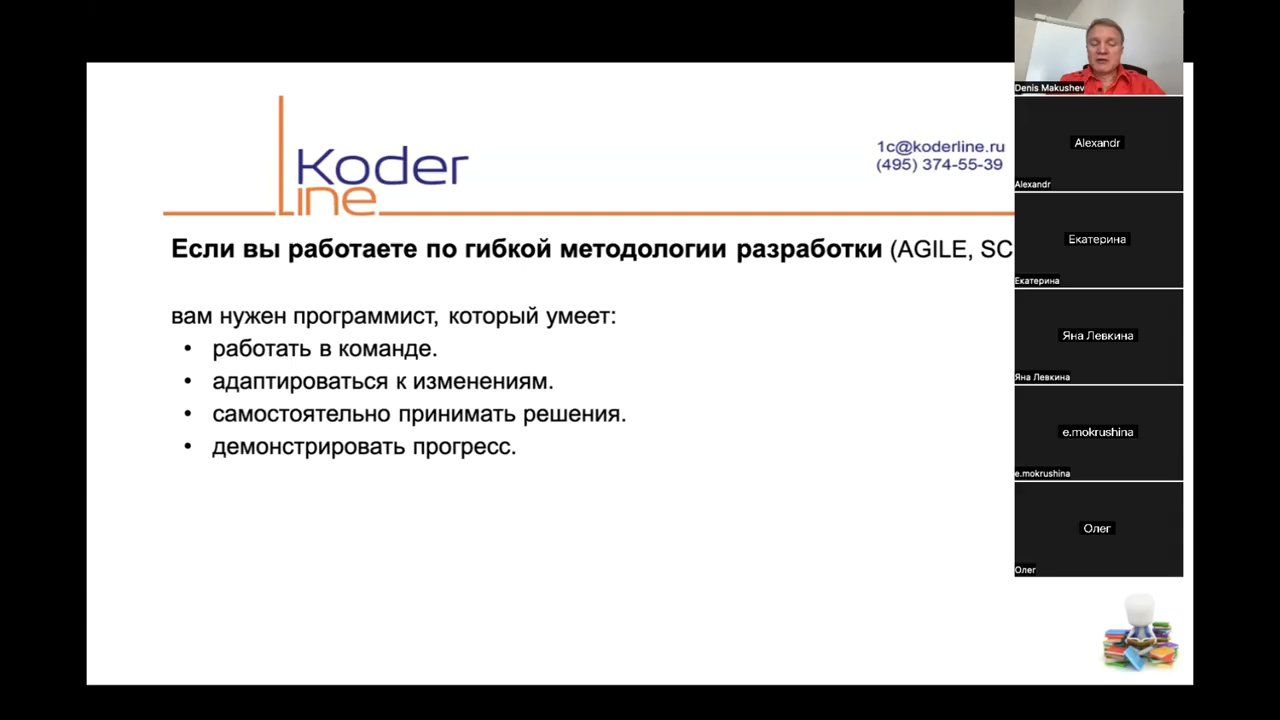 Koder
line
1c@koderline.ru
(495) 374-55-39
Если вы работаете по гибкой методологии разработки (AGILE, SC
вам нужен программист, который умеет:
• работать в команде.
• адаптироваться к изменениям.
• самостоятельно принимать решения.
• демонстрировать прогресс.
Denis Makushev
Alexandr
Alexandr
Екатерина
Екатерина
Яна Левкина
Яна Левкина
e.mokrushina
e.mokrushina
Олег
Олег